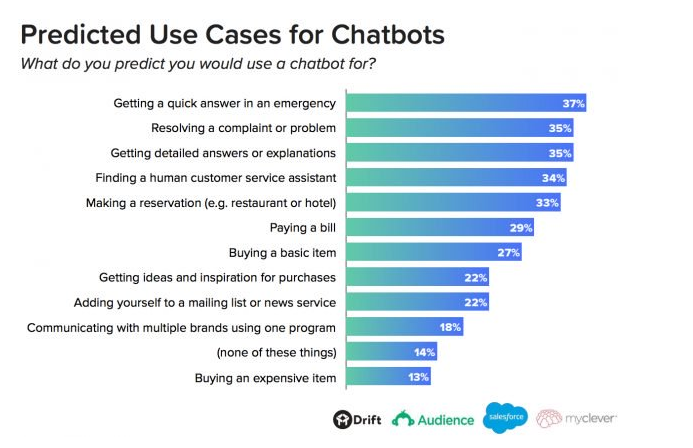 Predicted Use Cases for Chatbots
What do you predict you would use a chatbot for?
Getting a quick answer in an emergency 37%
Resolving a complaint or problem 35%
Getting detailed answers or explanations 35%
Finding a human customer service assistant 34%
Making a reservation (e.g. restaurant or hotel) 33%
Paying a bill 29%
Buying a basic item 27%
Getting ideas and inspiration for purchases 22%
Adding yourself to a mailing list or news service 22%
Communicating with multiple brands using one program 18%
(none of these things) 14%
Buying an expensive item 13%
Drift Audience salesforce myclever